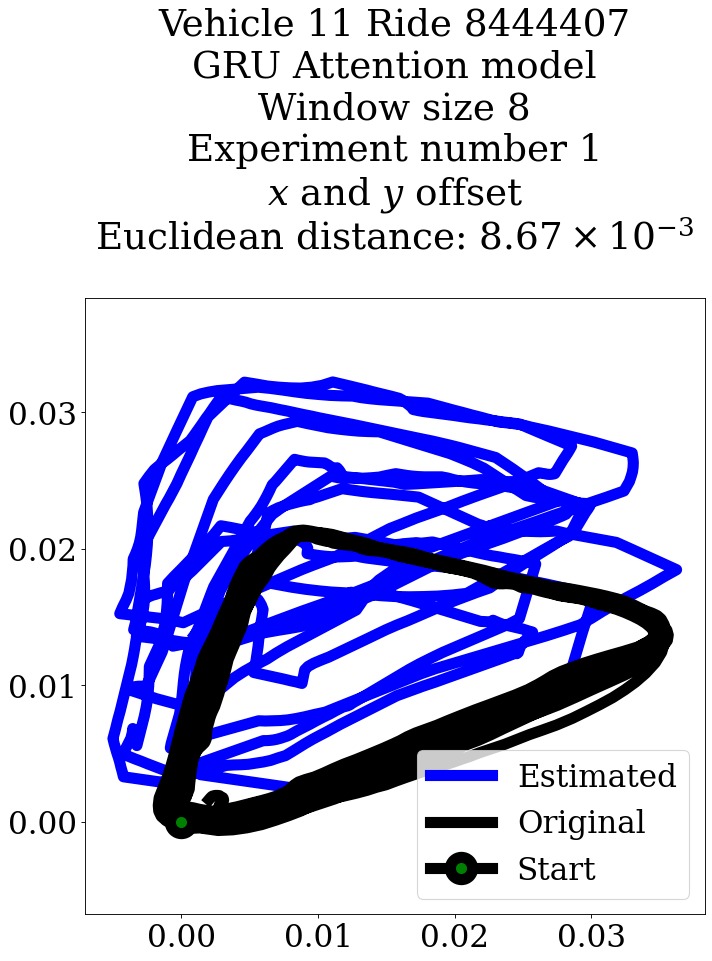 Vehicle 11 Ride 8444407
GRU Attention model
Window size 8
Experiment number 1
x and y offset
Euclidean distance: 8.67 × 10⁻³
0.03
0.02
0.01
0.00
Estimated
Original
Start
0.00 0.01 0.02 0.03